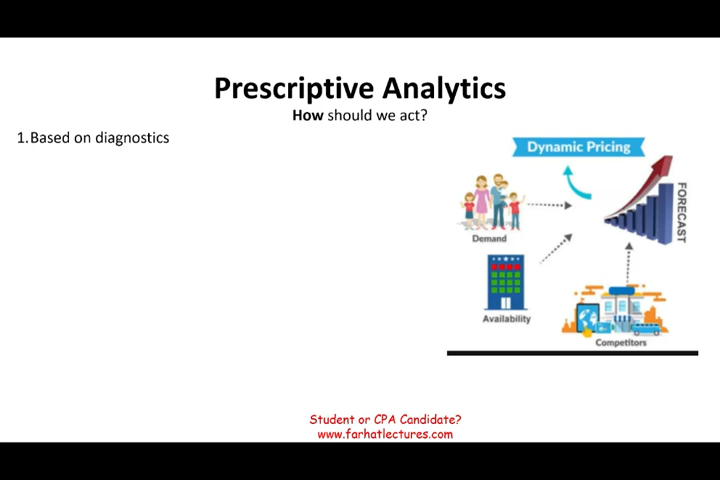 Prescriptive Analytics
How should we act?
1.Based on diagnostics
Dynamic Pricing
FORECAST
Demand
Availability
Competitors
Student or CPA Candidate?
www.farhatlectures.com